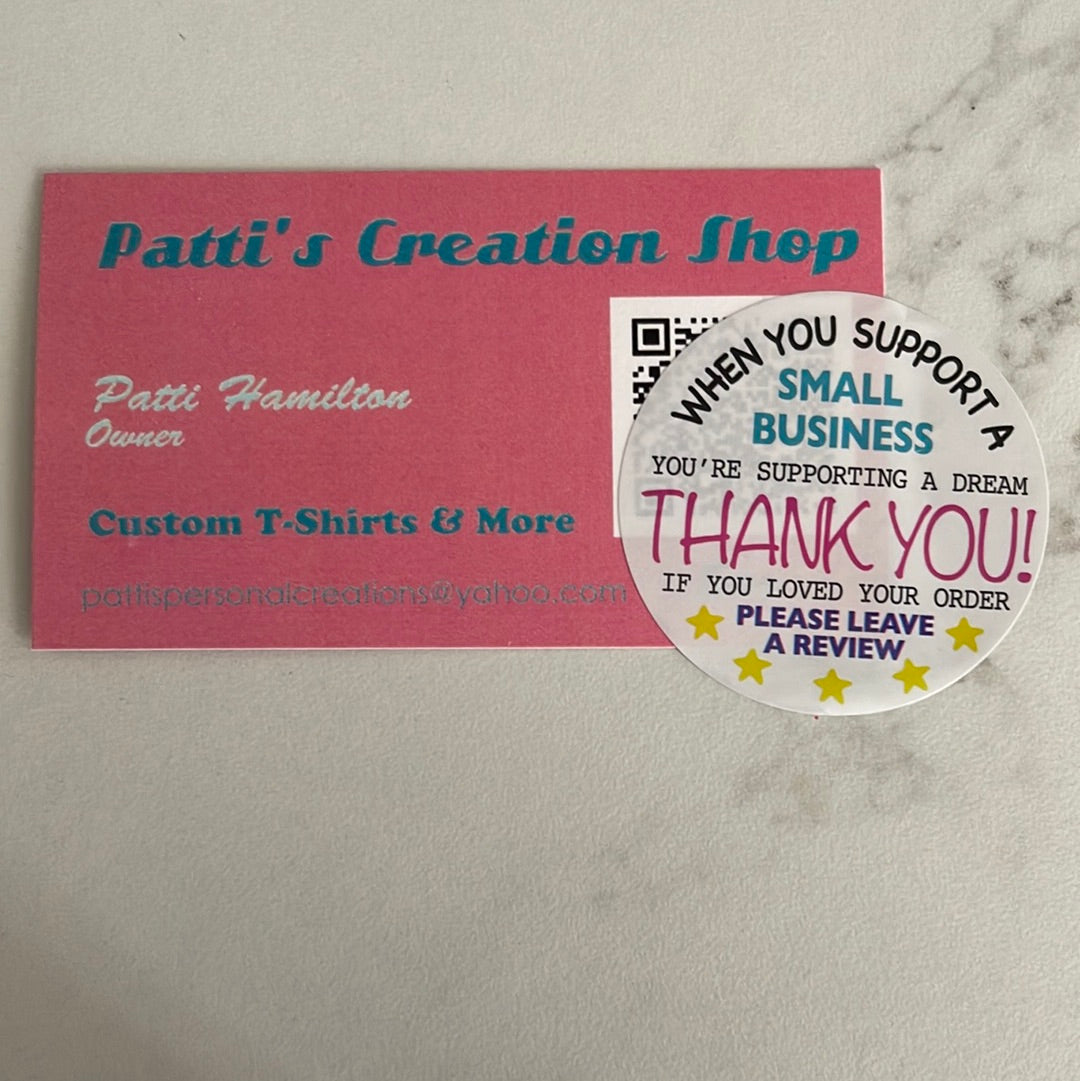 Patti's Creation Shop
Patti Hamilton
Owner
Custom T-Shirts & More
pattispersonalcreations@yahoo.com
WHEN YOU SUPPORT A
SMALL
BUSINESS
YOU'RE SUPPORTING A DREAM
THANK YOU!
IF YOU LOVED YOUR ORDER
PLEASE LEAVE
A REVIEW